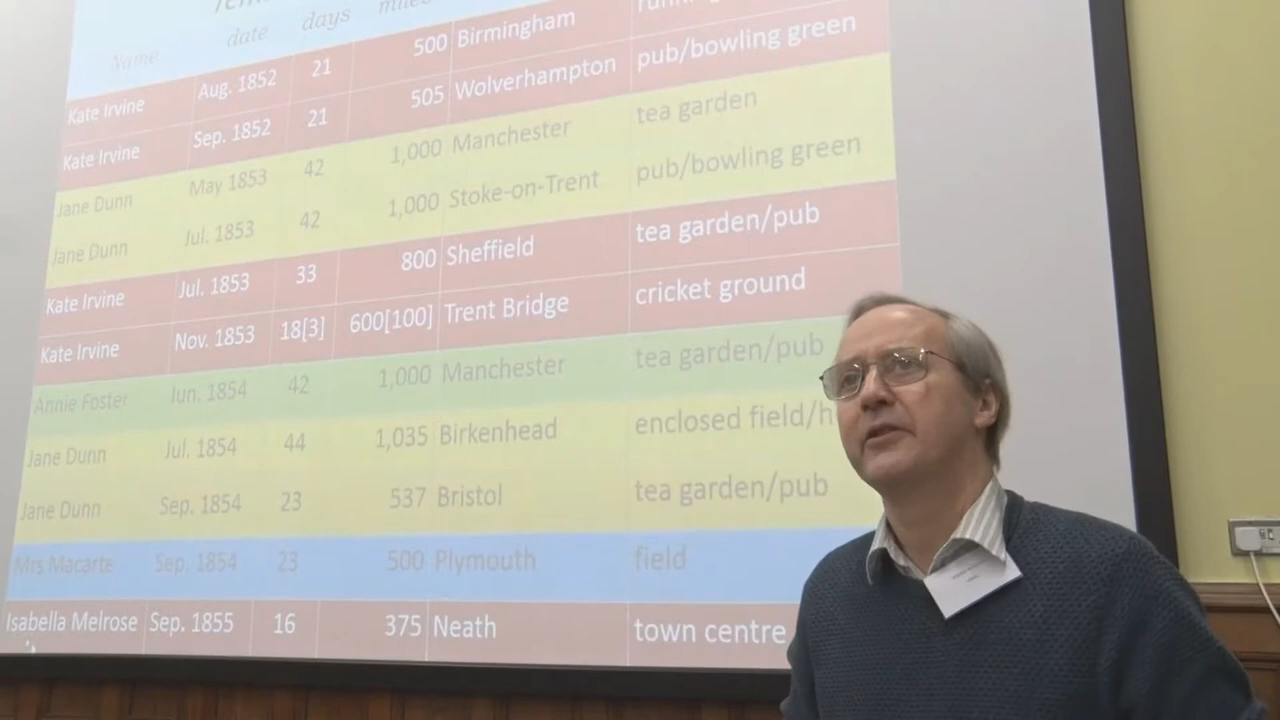 Name date days miles
Kate Irvine Aug. 1852 21 500 Birmingham
Kate Irvine Sep. 1852 21 505 Wolverhampton pub/bowling green
Jane Dunn May 1853 42 1,000 Manchester tea garden
Jane Dunn Jul. 1853 42 1,000 Stoke-on-Trent pub/bowling green
Kate Irvine Jul. 1853 33 800 Sheffield tea garden/pub
Kate Irvine Nov. 1853 18[3] 600[100] Trent Bridge cricket ground
Annie Foster Jun. 1854 42 1,000 Manchester tea garden/pub
Jane Dunn Jul. 1854 44 1,035 Birkenhead enclosed field/h
Jane Dunn Sep. 1854 23 537 Bristol tea garden/pub
Mrs Macarte Sep. 1854 23 500 Plymouth field
Isabella Melrose Sep. 1855 16 375 Neath town centre